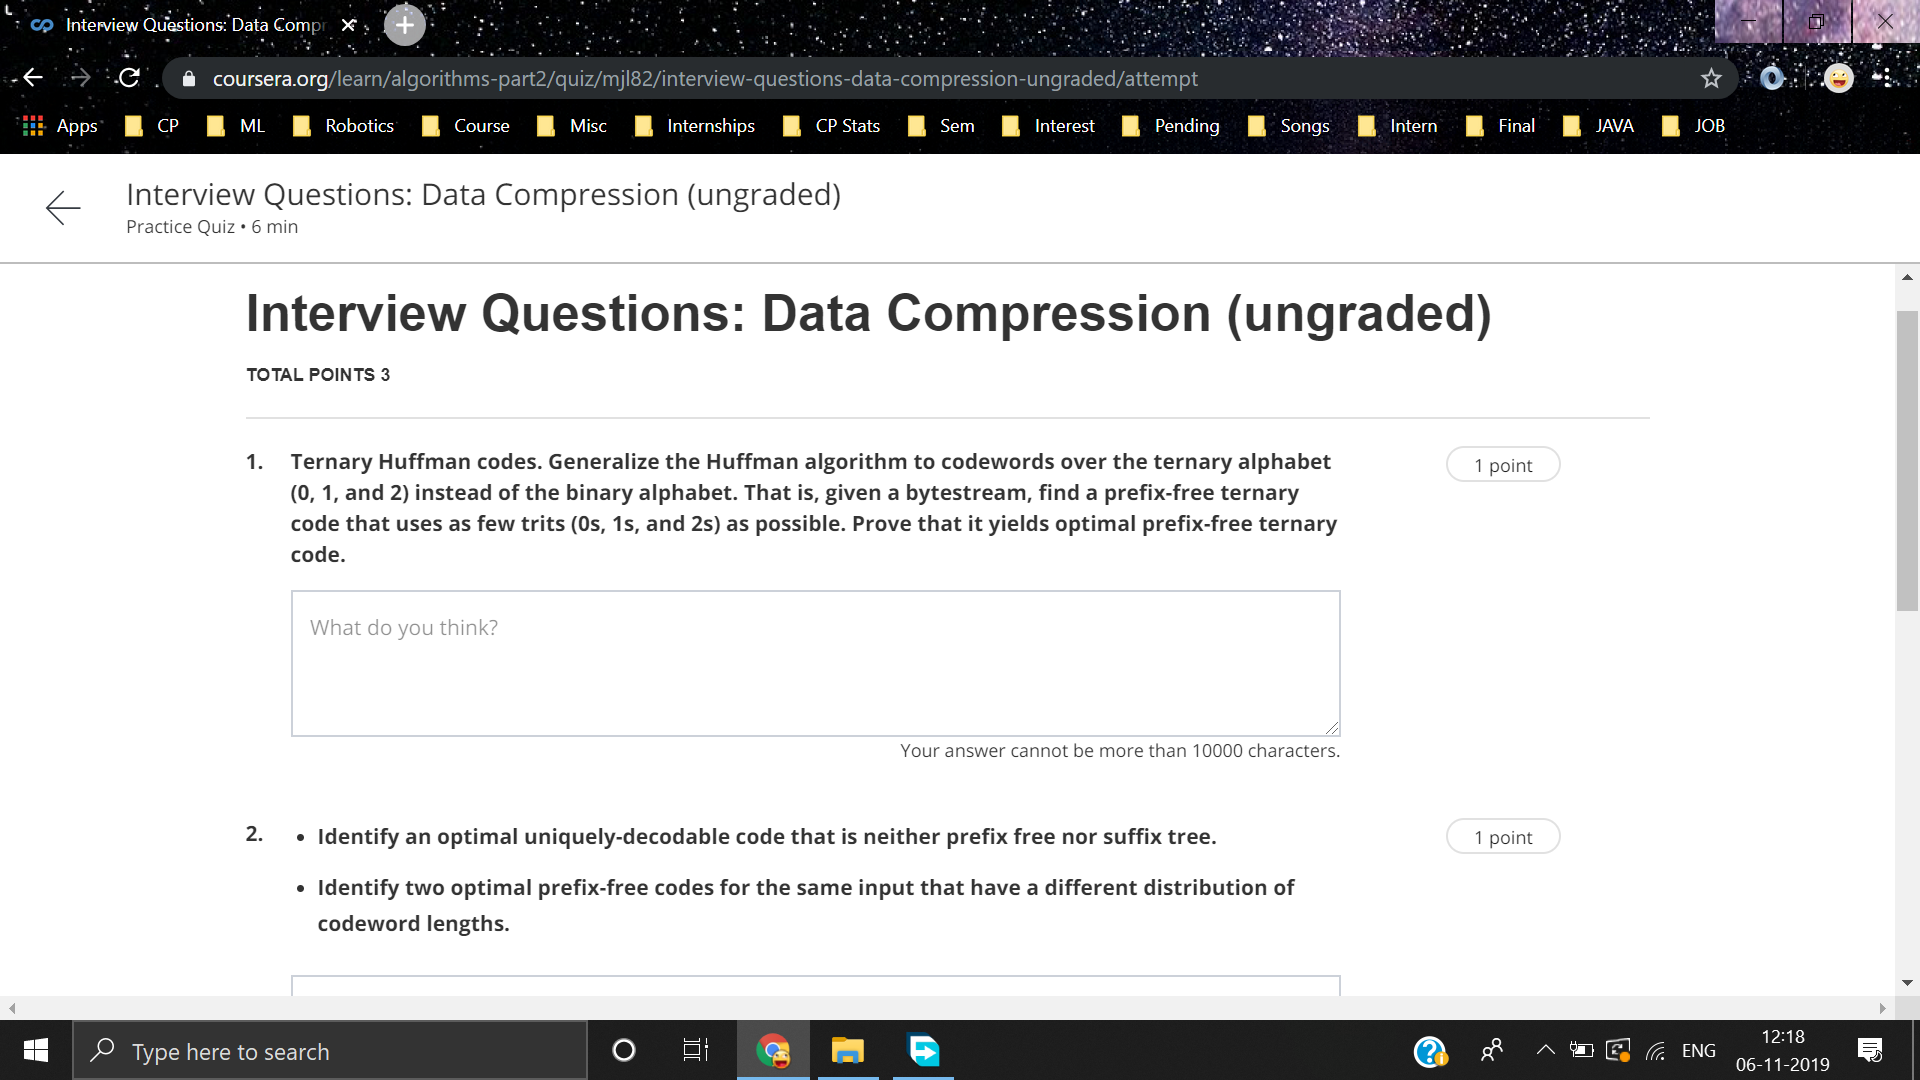 Interview Questions: Data Comp
coursera.org/learn/algorithms-part2/quiz/mjl82/interview-questions-data-compression-ungraded/attempt
Apps CP ML Robotics Course Misc Internships CP Stats Sem Interest Pending Songs Intern Final JAVA JOB
Interview Questions: Data Compression (ungraded)
Practice Quiz • 6 min
Interview Questions: Data Compression (ungraded)
TOTAL POINTS 3
1. Ternary Huffman codes. Generalize the Huffman algorithm to codewords over the ternary alphabet
1 point
(0, 1, and 2) instead of the binary alphabet. That is, given a bytestream, find a prefix-free ternary
code that uses as few trits (0s, 1s, and 2s) as possible. Prove that it yields optimal prefix-free ternary
code.
What do you think?
Your answer cannot be more than 10000 characters.
2. • Identify an optimal uniquely-decodable code that is neither prefix free nor suffix tree.
1 point
• Identify two optimal prefix-free codes for the same input that have a different distribution of
codeword lengths.
Type here to search
ENG
12:18
06-11-2019